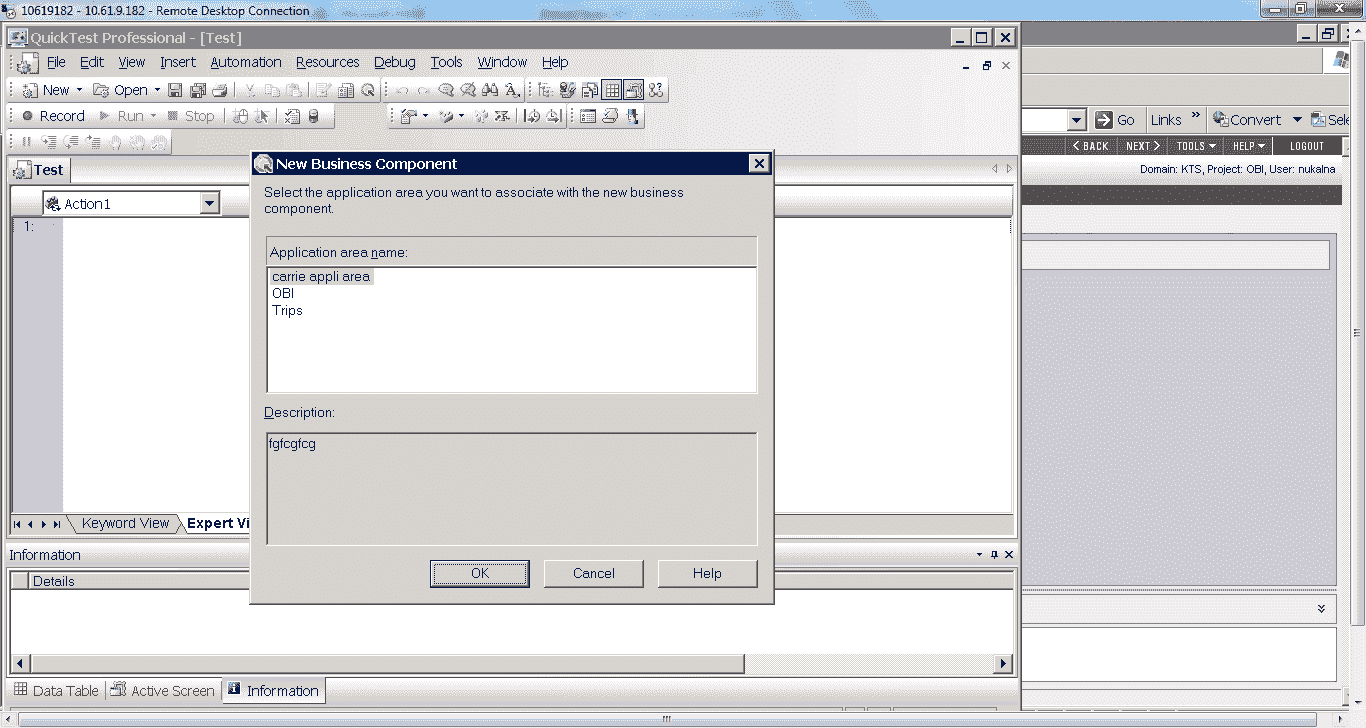 10619182 - 10.61.9.182 - Remote Desktop Connection
QuickTest Professional - [Test]
File Edit View Insert Automation Resources Debug Tools Window Help
New Open
Record Run Stop
Go Links » Convert Sele
< BACK NEXT > TOOLS HELP LOGOUT
Domain: KTS, Project: OBI, User: nukalna
Test
Action1
1:
New Business Component
Select the application area you want to associate with the new business
component.
Application area name:
carrie appli area
OBI
Trips
Description:
fgfcgfcg
OK Cancel Help
Keyword View Expert Vi
Information
Details
Data Table Active Screen Information